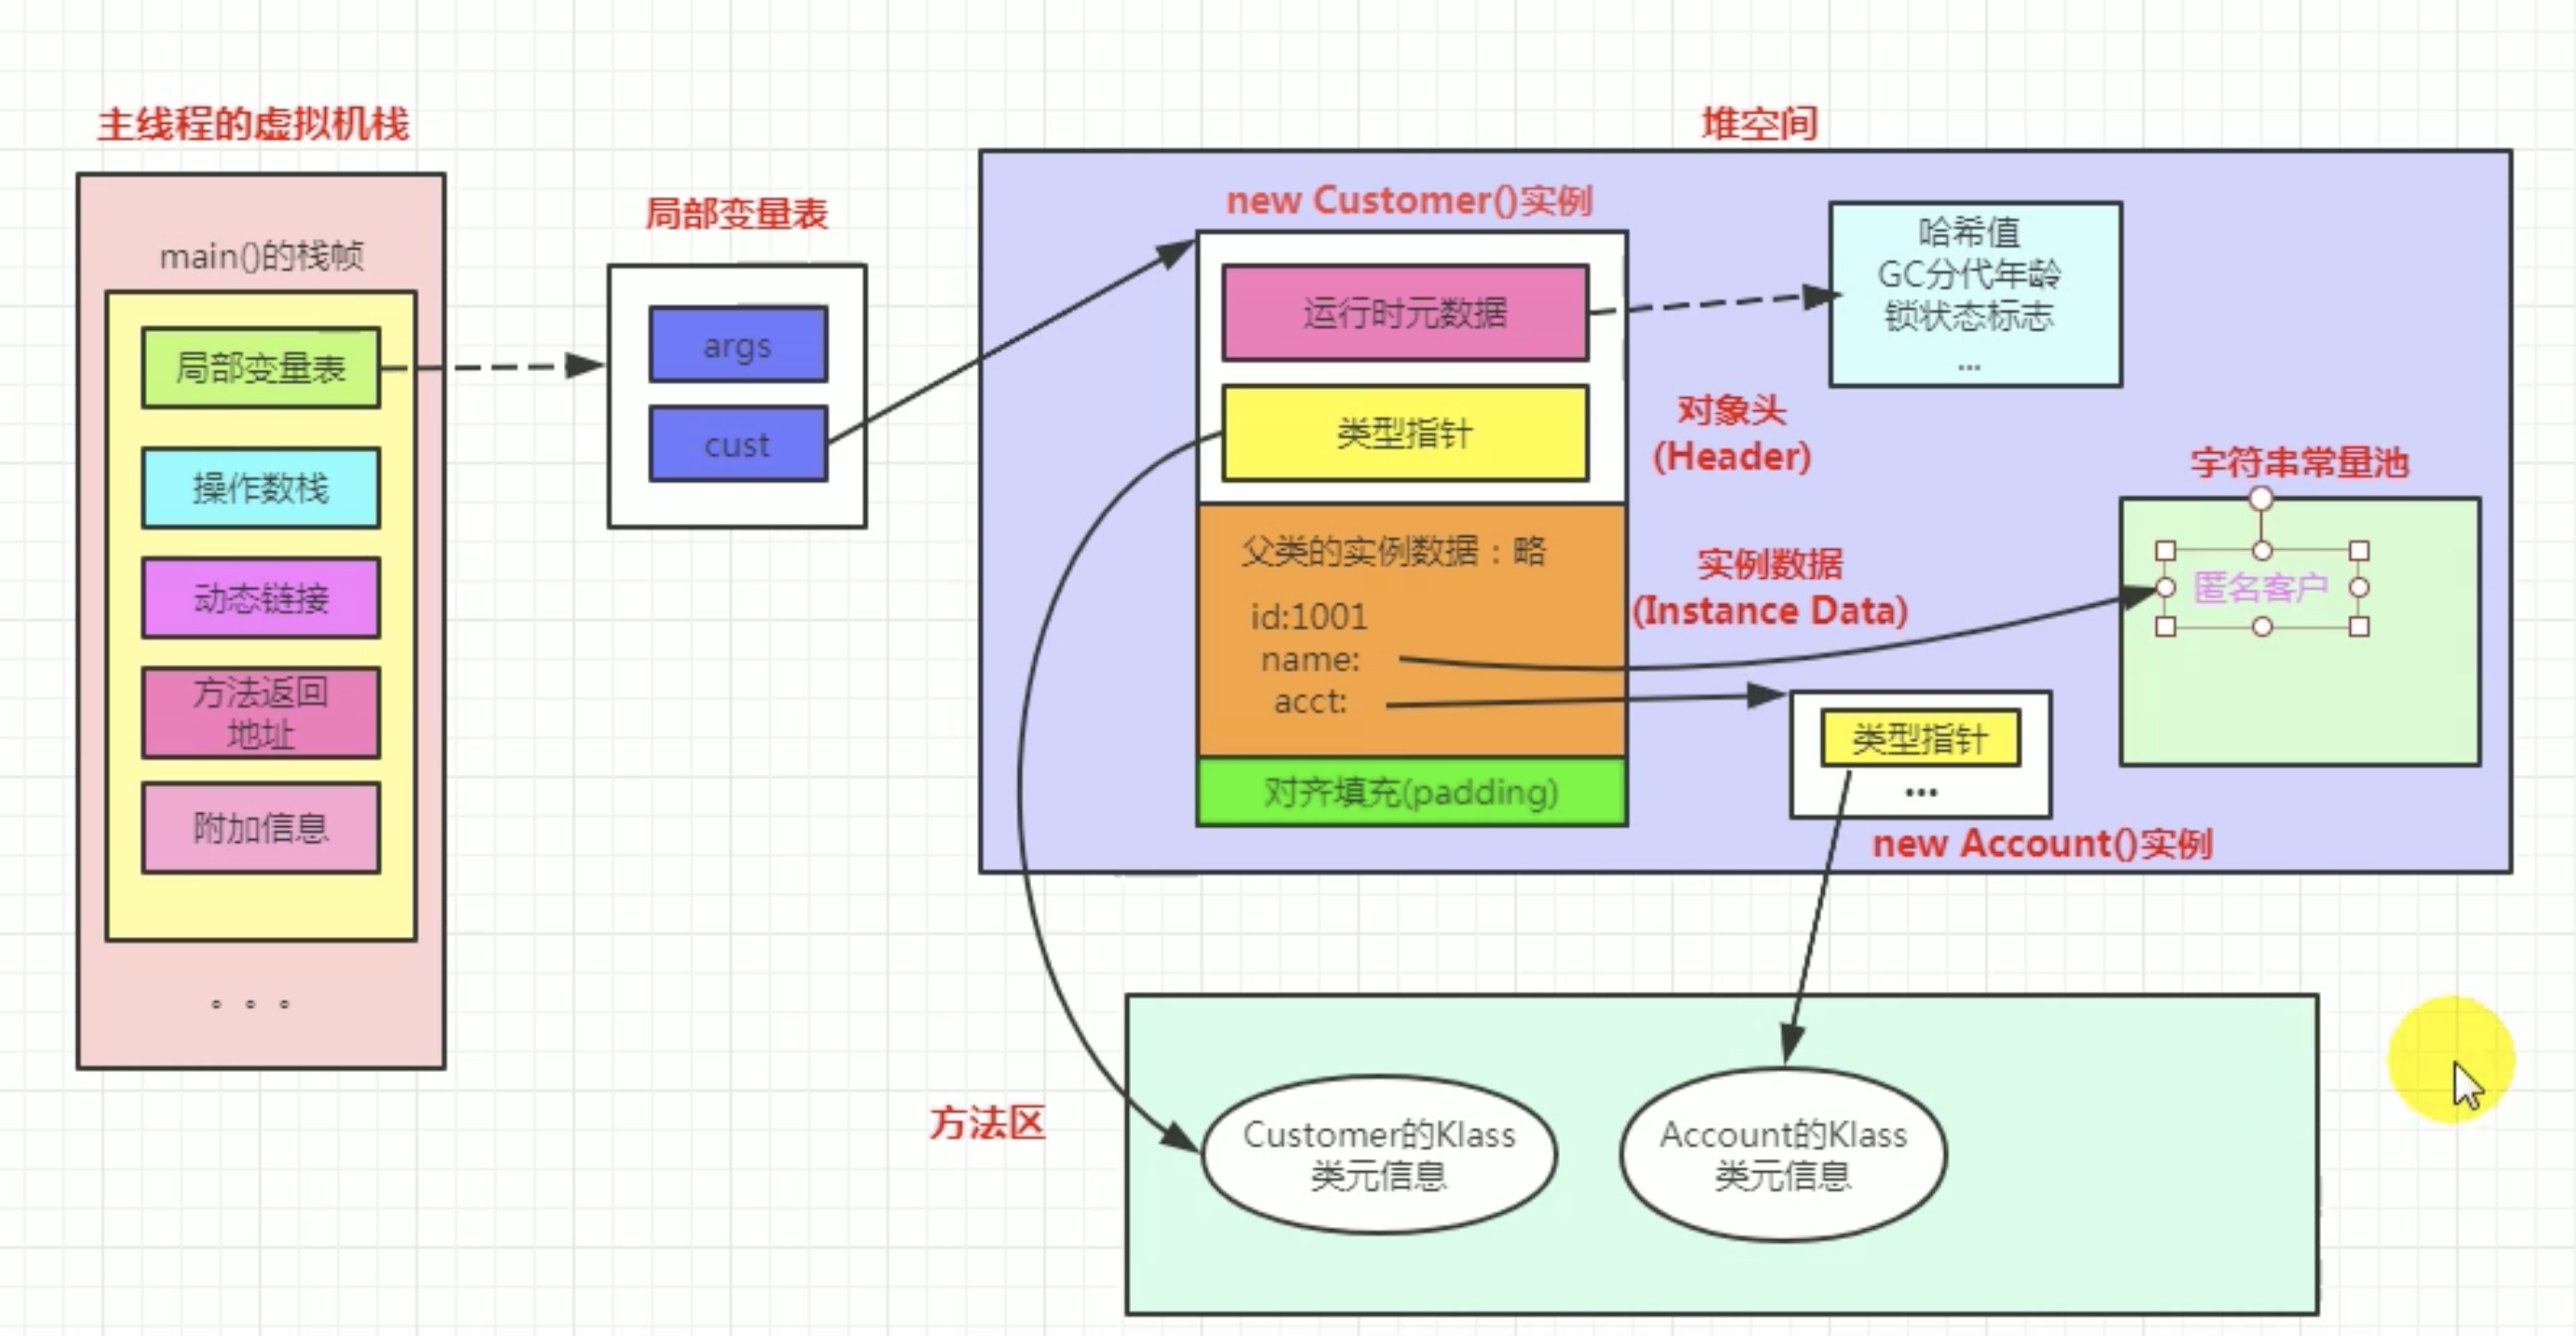 主线程的虚拟机栈
main()的栈帧
局部变量表
操作数栈
动态链接
方法返回
地址
附加信息
。。。
局部变量表
args
cust
堆空间
new Customer()实例
运行时元数据
类型指针
哈希值
GC分代年龄
锁状态标志
...
对象头
(Header)
父类的实例数据：略
id:1001
name:
acct:
实例数据
(Instance Data)
对齐填充(padding)
字符串常量池
匿名客户
类型指针
...
new Account()实例
方法区
Customer的Klass
类元信息
Account的Klass
类元信息